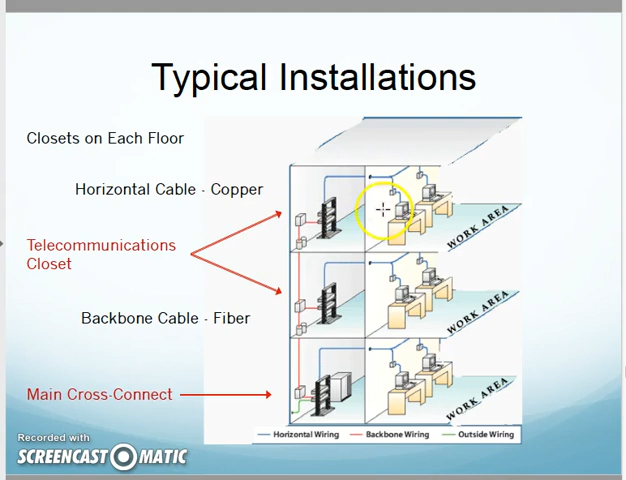 Typical Installations
Closets on Each Floor
Horizontal Cable - Copper
Telecommunications
Closet
Backbone Cable - Fiber
Main Cross-Connect
WORK AREA
WORK AREA
WORK AREA
Horizontal Wiring
Backbone Wiring
Outside Wiring
Recorded with
SCREENCAST MATIC